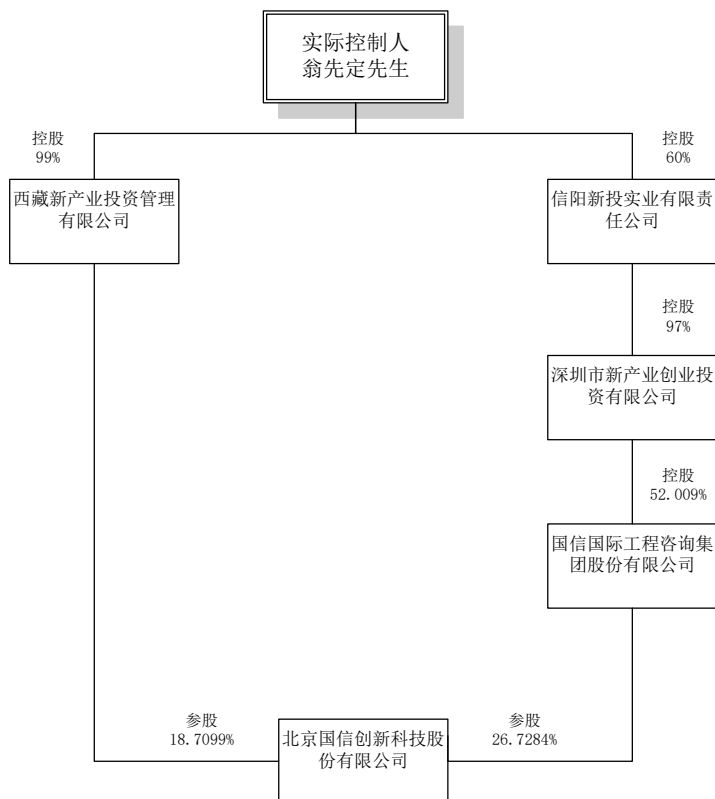 实际控制人
翁先定先生
控股
99%
控股
60%
西藏新产业投资管理
有限公司
信阳新投实业有限责
任公司
控股
97%
深圳市新产业创业投
资有限公司
控股
52.009%
国信国际工程咨询集
团股份有限公司
参股
18.7099%
北京国信创新科技股
份有限公司
参股
26.7284%